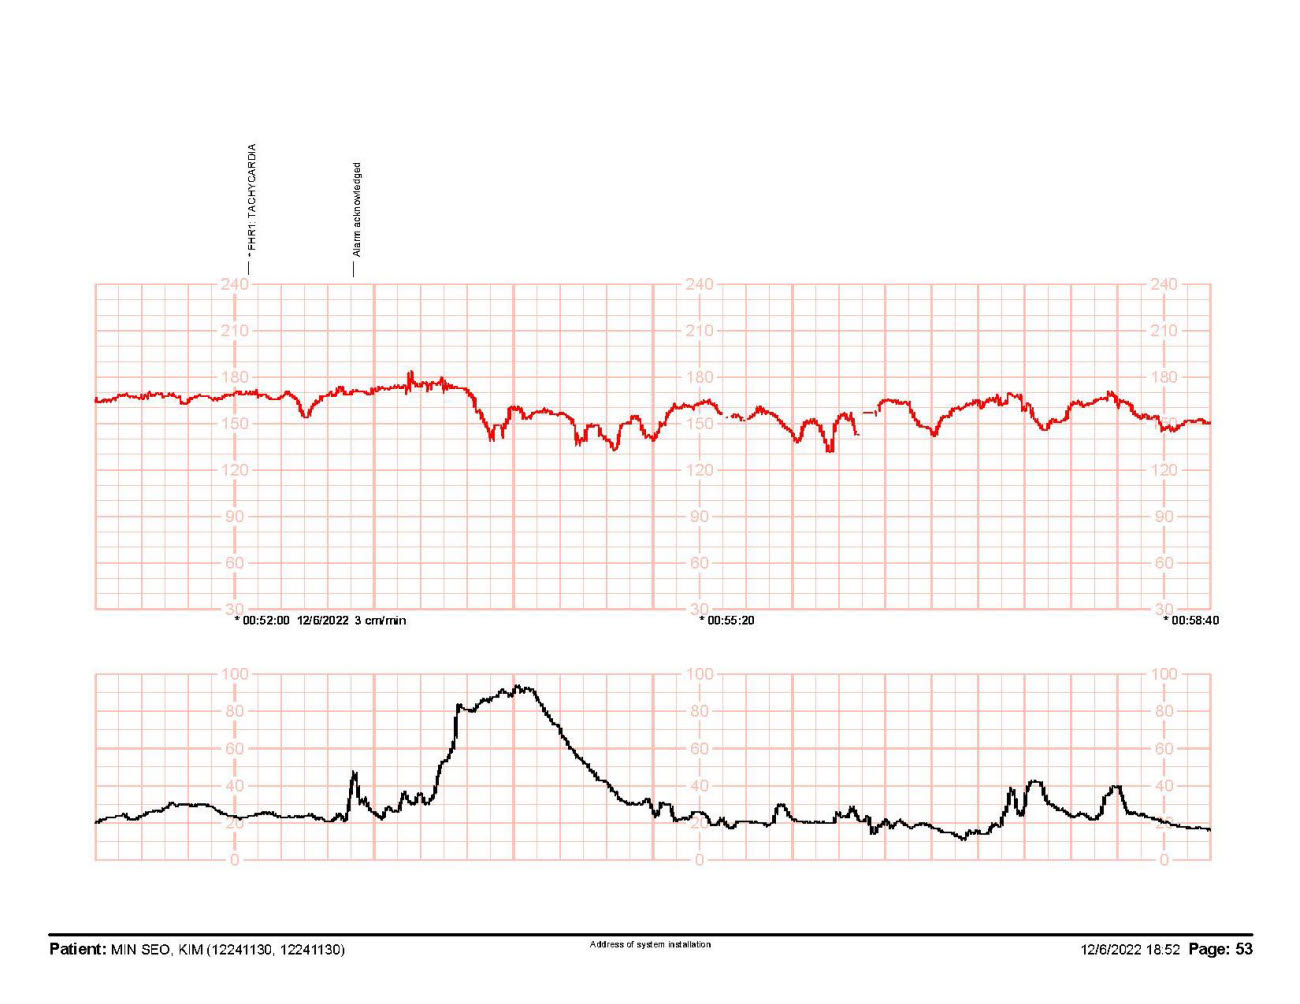 * FHR1: TACHYCARDIA
Alarm acknowledged
240 240 240
210 210 210
180 180 180
150 150 150
120 120 120
90 90 90
60 60 60
30 30 30
* 00:52:00 12/6/2022 3 cm/min * 00:55:20 * 00:58:40
100 100 100
80 80 80
60 60 60
40 40 40
20 20 20
0 0 0
Patient: MIN SEO, KIM (12241130, 12241130) Address of system installation 12/6/2022 18:52 Page: 53